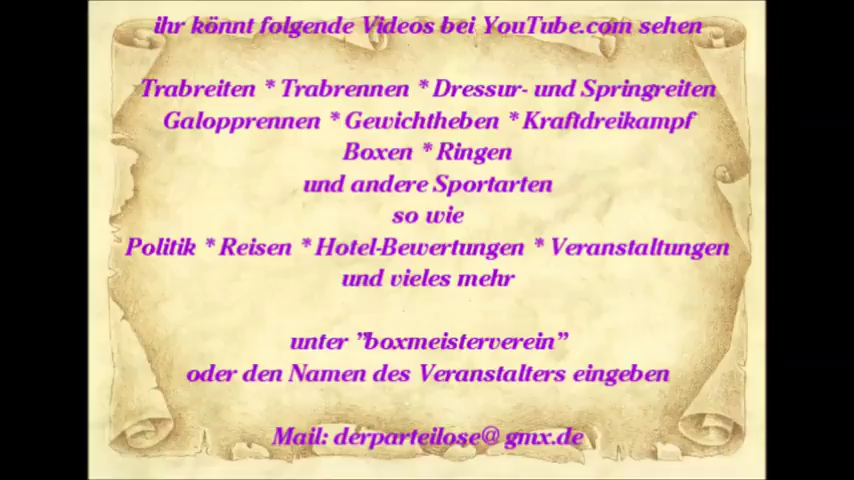 ihr könnt folgende Videos bei YouTube.com sehen
Trabreiten * Trabrennen * Dressur- und Springreiten
Galopprennen * Gewichtheben * Kraftdreikampf
Boxen * Ringen
und andere Sportarten
so wie
Politik * Reisen * Hotel-Bewertungen * Veranstaltungen
und vieles mehr
unter "boxmeisterverein"
oder den Namen des Veranstalters eingeben
Mail: derparteilose@gmx.de